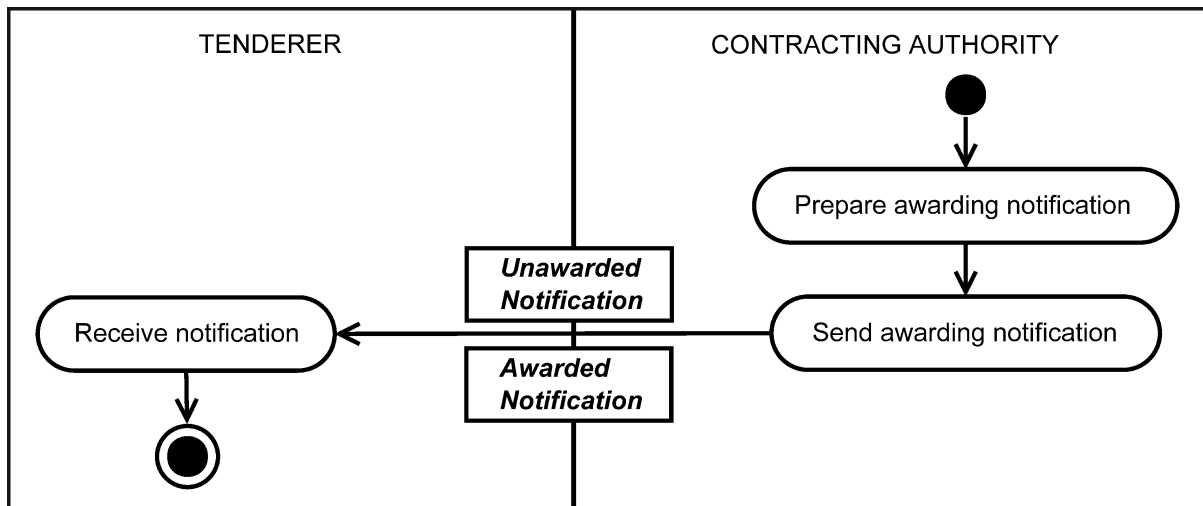 TENDERER
CONTRACTING AUTHORITY
Prepare awarding notification
Unawarded
Notification
Receive notification
Send awarding notification
Awarded
Notification